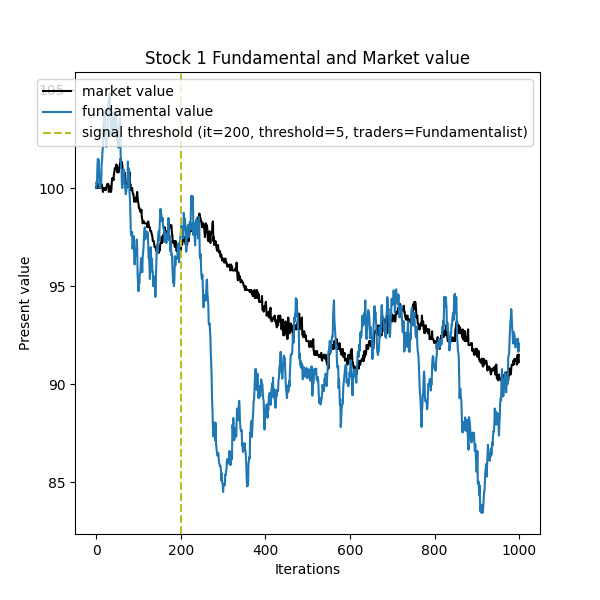 Stock 1 Fundamental and Market value
market value
fundamental value
signal threshold (it=200, threshold=5, traders=Fundamentalist)
105
100
95
90
85
Present value
0 200 400 600 800 1000
Iterations